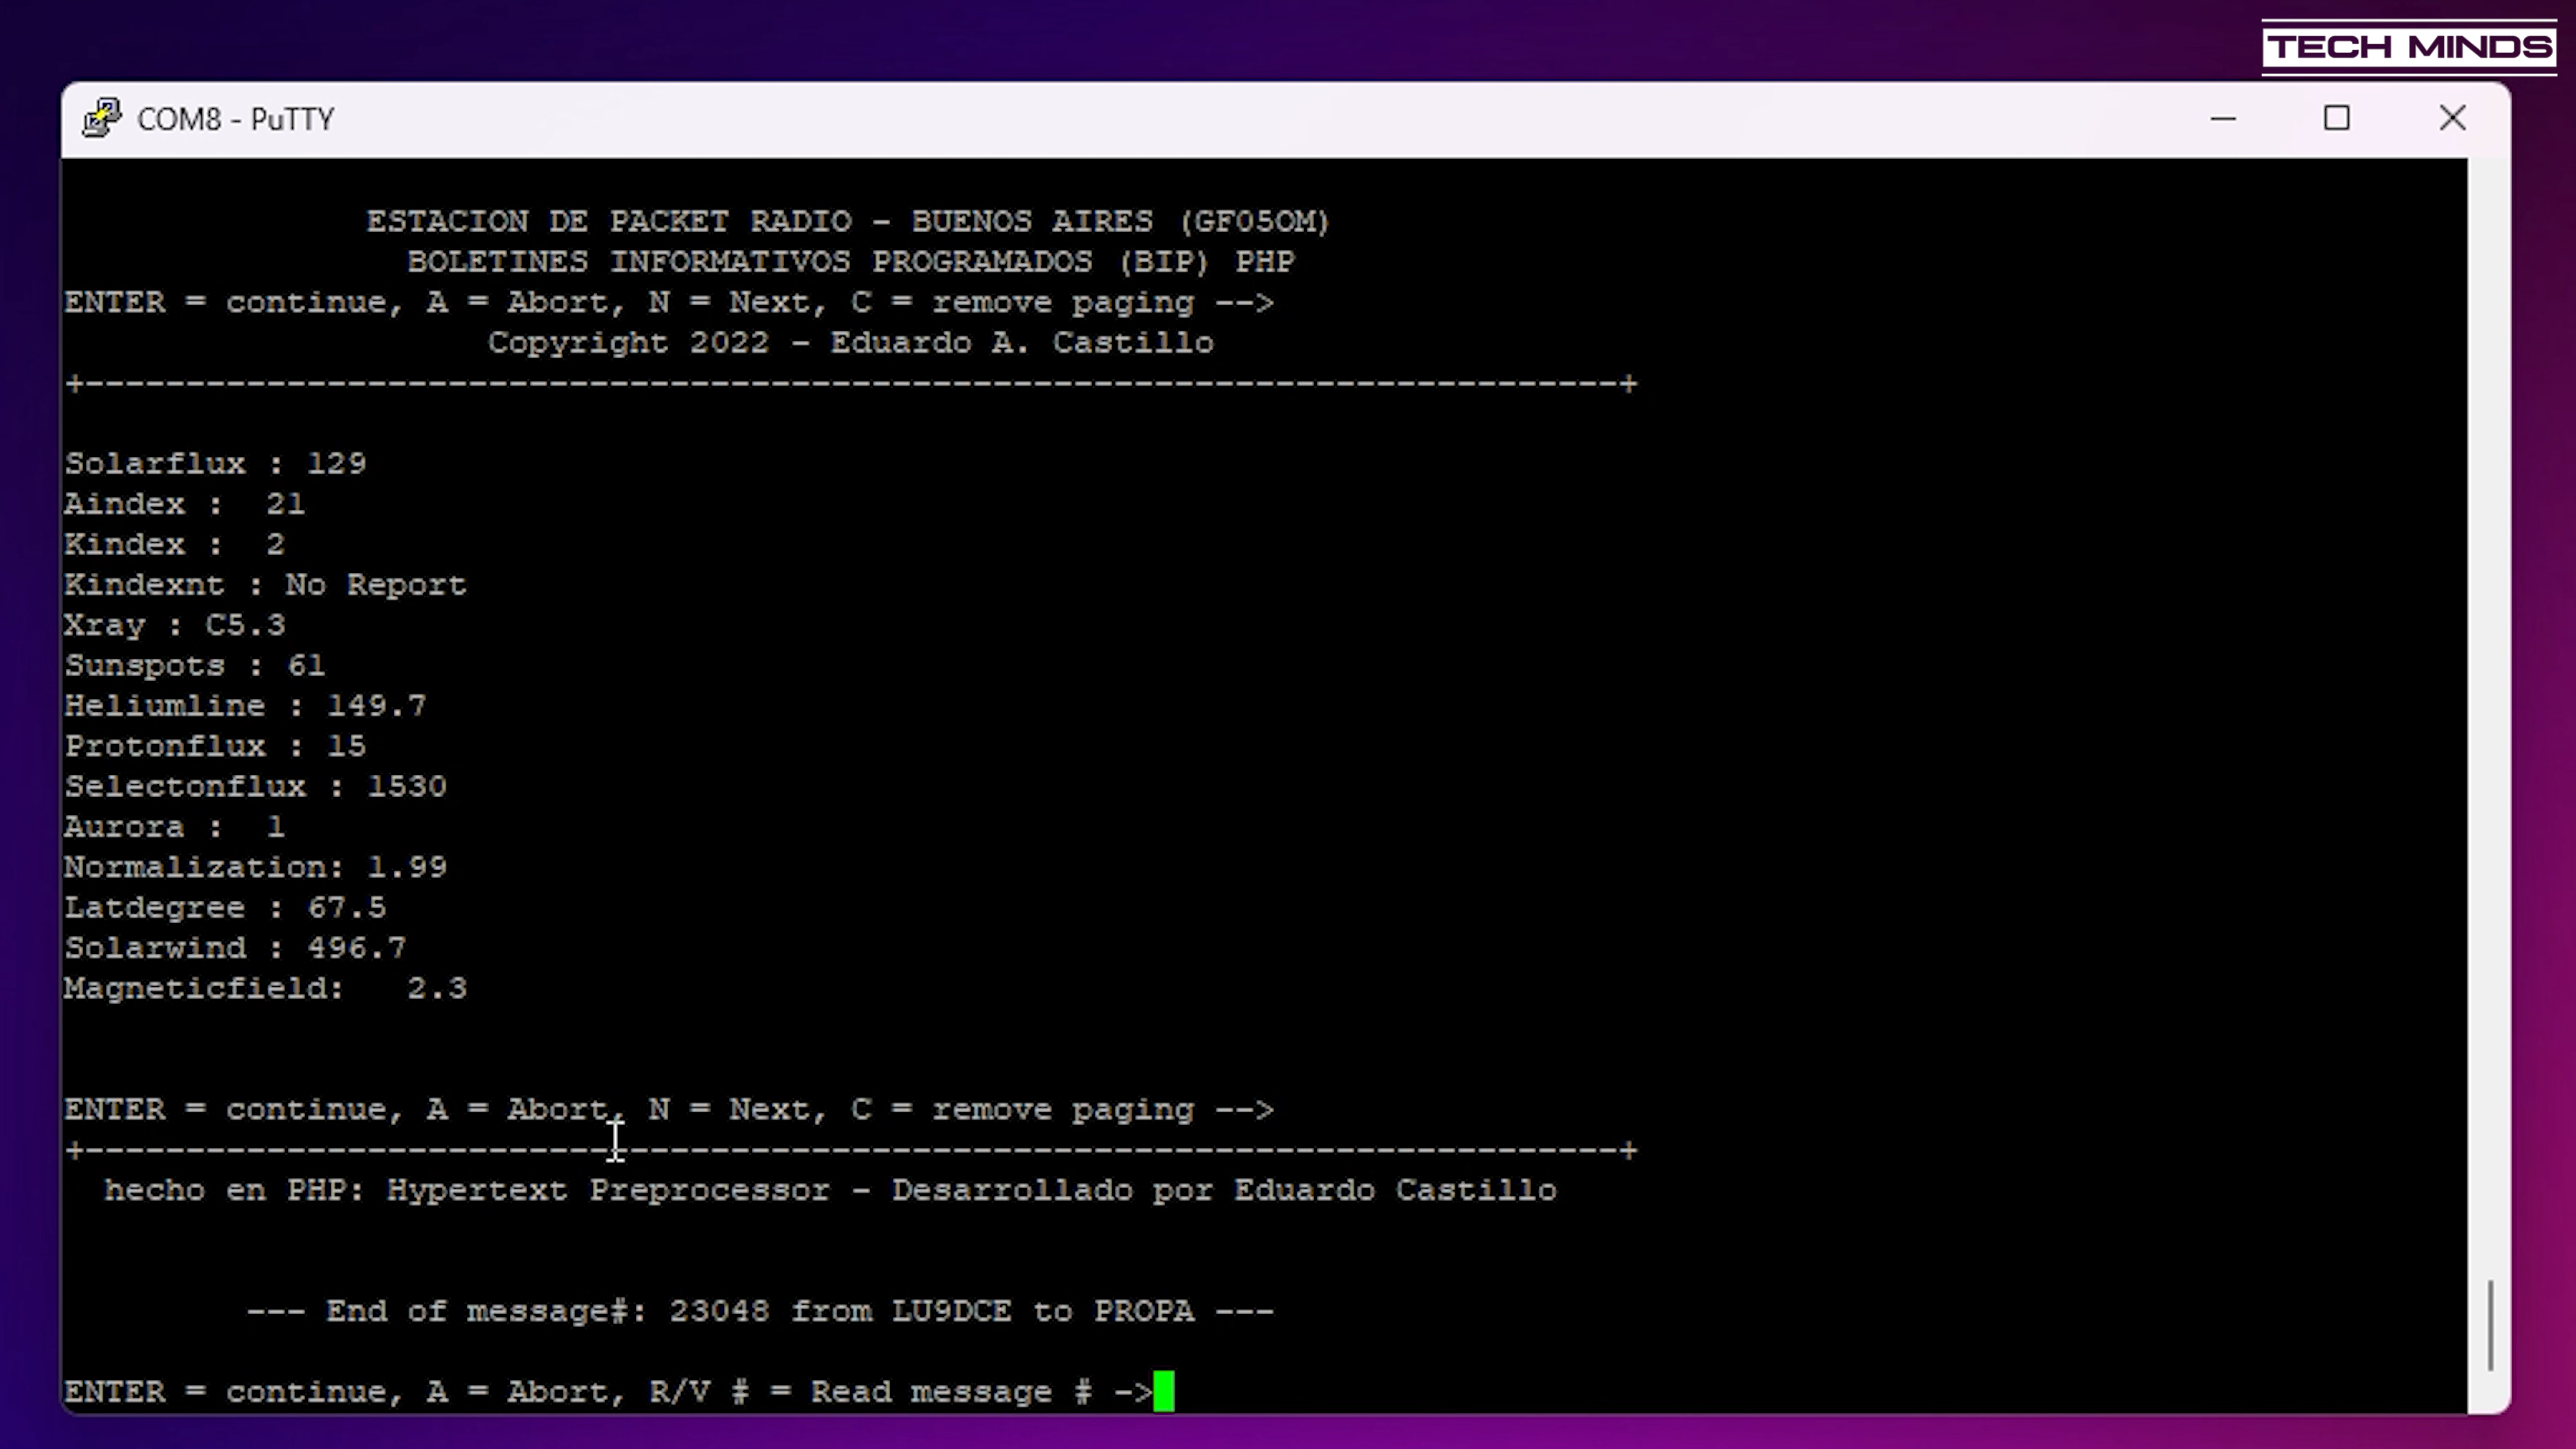 TECH MINDS
COM8 - PuTTY
ESTACION DE PACKET RADIO - BUENOS AIRES (GF05OM)
BOLETINES INFORMATIVOS PROGRAMADOS (BIP) PHP
ENTER = continue, A = Abort, N = Next, C = remove paging -->
Copyright 2022 - Eduardo A. Castillo
+----------------------------------------------------------------------------+
Solarflux : 129
Aindex :  21
Kindex :  2
Kindexnt : No Report
Xray : C5.3
Sunspots : 61
Heliumline : 149.7
Protonflux : 15
Selectonflux : 1530
Aurora :  1
Normalization: 1.99
Latdegree : 67.5
Solarwind : 496.7
Magneticfield:   2.3
ENTER = continue, A = Abort, N = Next, C = remove paging -->
+----------------------------------------------------------------------------+
hecho en PHP: Hypertext Preprocessor - Desarrollado por Eduardo Castillo
--- End of message#: 23048 from LU9DCE to PROPA ---
ENTER = continue, A = Abort, R/V # = Read message # ->